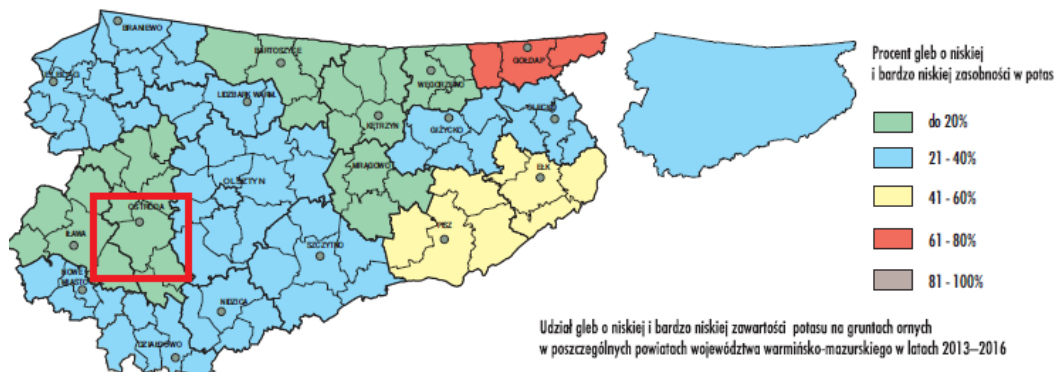 BRANIEWO
BARTOSZYCE
GOŁDAP
WĘGORZEWO
LIDZBARK WARM.
KĘTRZYN
GIŻYCKO
OLECKO
MRĄGOWO
EŁK
OLSZTYN
OSTRÓDA
IŁAWA
PISZ
SZCZYTNO
NOWE
MIASTO
NIDZICA
DZIAŁDOWO
Procent gleb o niskiej
i bardzo niskiej zasobności w potas
do 20%
21 - 40%
41 - 60%
61 - 80%
81 - 100%
Udział gleb o niskiej i bardzo niskiej zawartości potasu na gruntach ornych
w poszczególnych powiatach województwa warmińsko-mazurskiego w latach 2013–2016